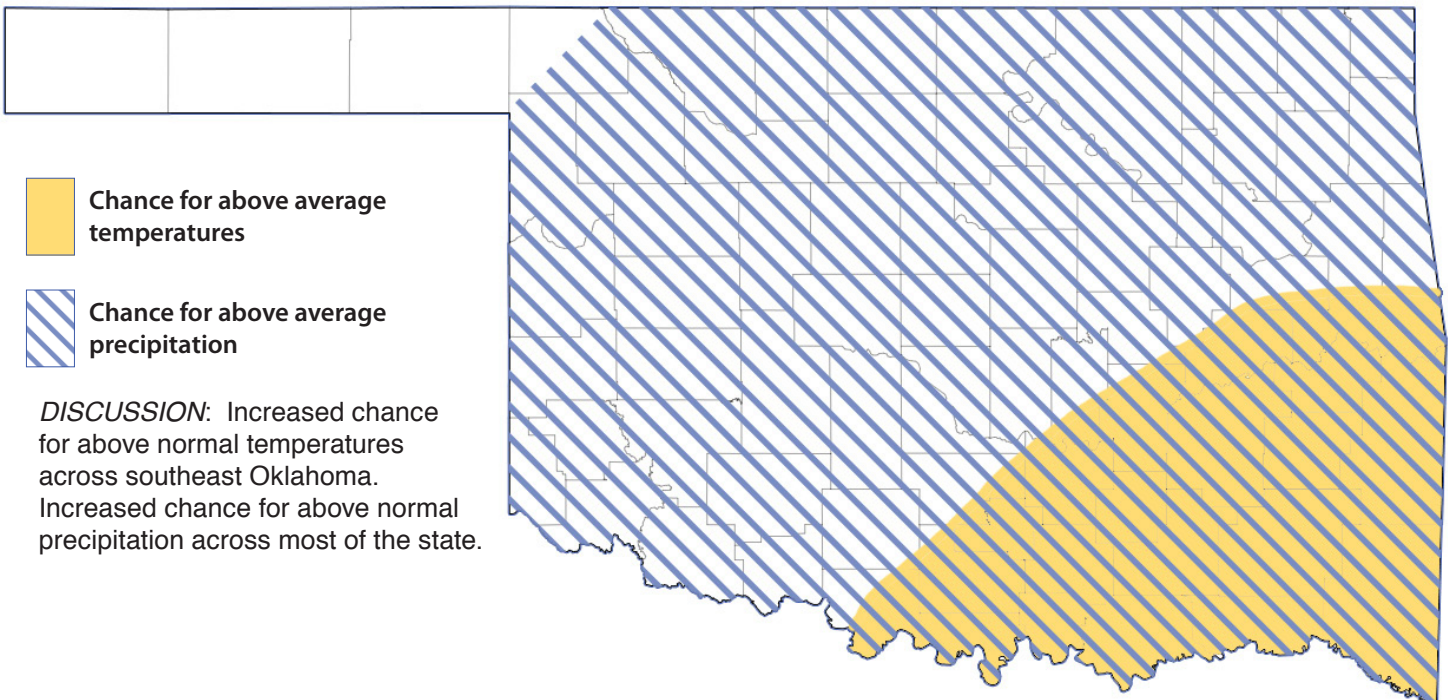 Chance for above average
temperatures
Chance for above average
precipitation
DISCUSSION: Increased chance
for above normal temperatures
across southeast Oklahoma.
Increased chance for above normal
precipitation across most of the state.